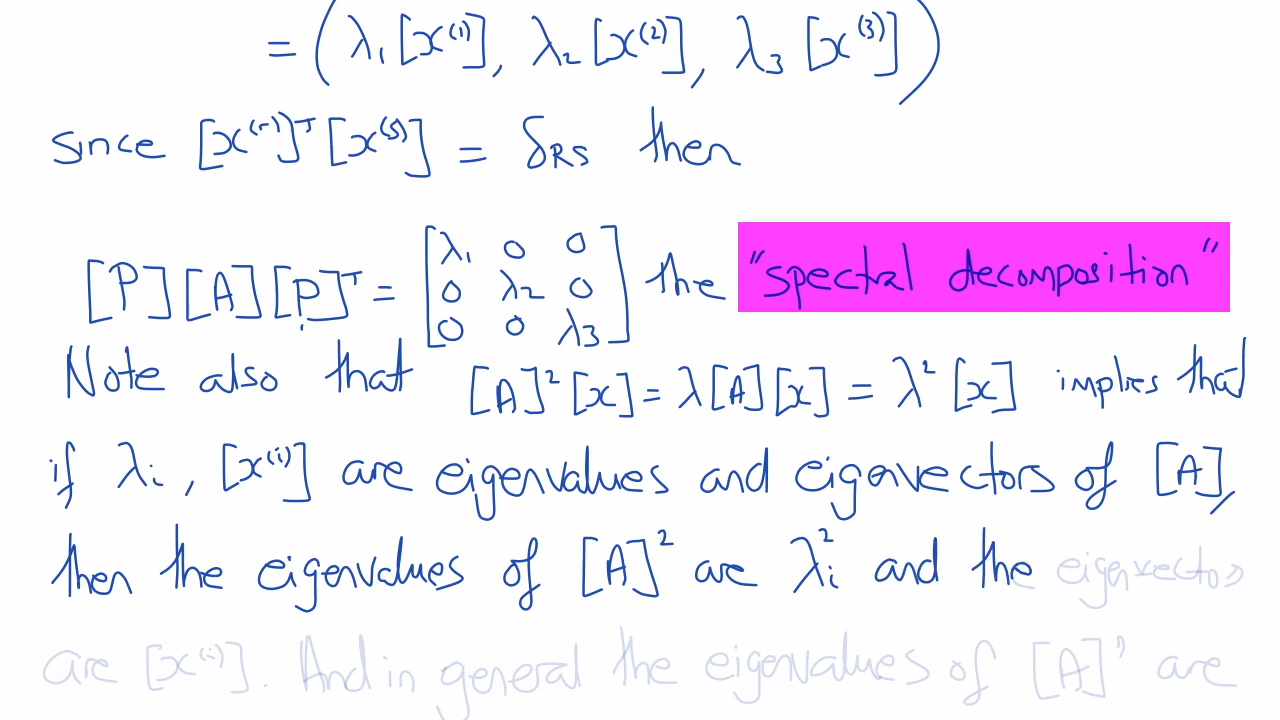 = (λ₁[x⁽¹⁾], λ₂[x⁽²⁾], λ₃[x⁽³⁾])
since [x⁽ʳ⁾]ᵀ[x⁽ˢ⁾] = δRS then
[P][A][P]ᵀ = [λ₁ 0 0; 0 λ₂ 0; 0 0 λ₃] the "spectral decomposition"
Note also that [A]²[x] = λ[A][x] = λ²[x] implies that
if λᵢ, [x⁽ⁱ⁾] are eigenvalues and eigenvectors of [A],
then the eigenvalues of [A]² are λᵢ² and the eigenvectors
are [x⁽ⁱ⁾]. And in general the eigenvalues of [A] are